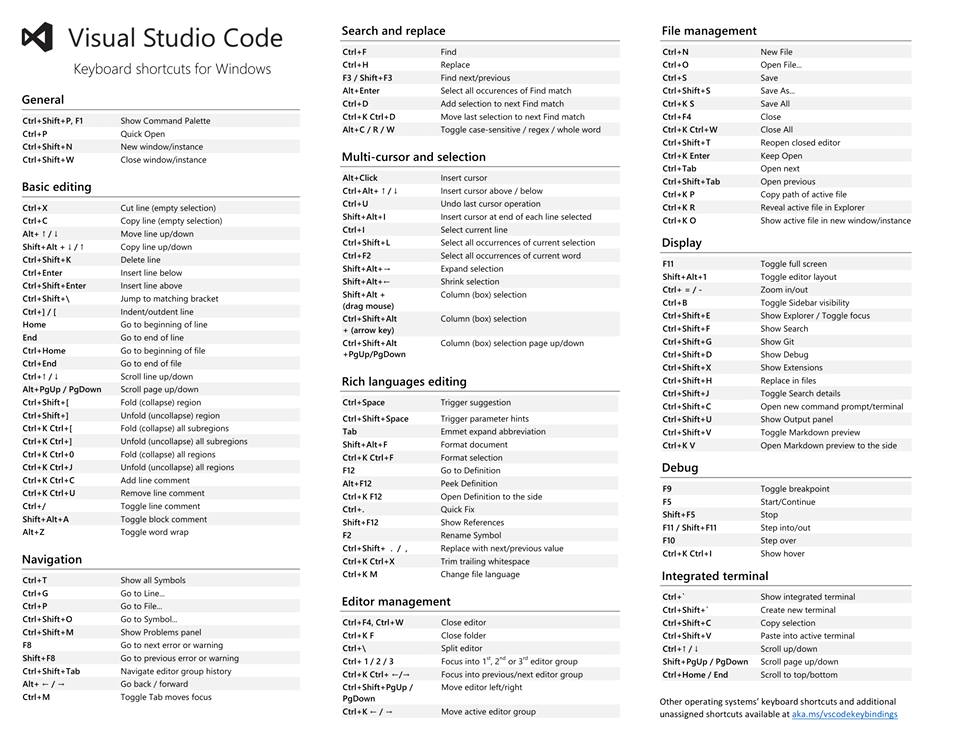 Visual Studio Code
Keyboard shortcuts for Windows
General
Ctrl+Shift+P, F1 Show Command Palette
Ctrl+P Quick Open
Ctrl+Shift+N New window/instance
Ctrl+Shift+W Close window/instance
Basic editing
Ctrl+X Cut line (empty selection)
Ctrl+C Copy line (empty selection)
Alt+ ↑ / ↓ Move line up/down
Shift+Alt + ↓ / ↑ Copy line up/down
Ctrl+Shift+K Delete line
Ctrl+Enter Insert line below
Ctrl+Shift+Enter Insert line above
Ctrl+Shift+\ Jump to matching bracket
Ctrl+] / [ Indent/outdent line
Home Go to beginning of line
End Go to end of line
Ctrl+Home Go to beginning of file
Ctrl+End Go to end of file
Ctrl+↑ / ↓ Scroll line up/down
Alt+PgUp / PgDown Scroll page up/down
Ctrl+Shift+[ Fold (collapse) region
Ctrl+Shift+] Unfold (uncollapse) region
Ctrl+K Ctrl+[ Fold (collapse) all subregions
Ctrl+K Ctrl+] Unfold (uncollapse) all subregions
Ctrl+K Ctrl+0 Fold (collapse) all regions
Ctrl+K Ctrl+J Unfold (uncollapse) all regions
Ctrl+K Ctrl+C Add line comment
Ctrl+K Ctrl+U Remove line comment
Ctrl+/ Toggle line comment
Shift+Alt+A Toggle block comment
Alt+Z Toggle word wrap
Navigation
Ctrl+T Show all Symbols
Ctrl+G Go to Line...
Ctrl+P Go to File...
Ctrl+Shift+O Go to Symbol...
Ctrl+Shift+M Show Problems panel
F8 Go to next error or warning
Shift+F8 Go to previous error or warning
Ctrl+Shift+Tab Navigate editor group history
Alt+ ← / → Go back / forward
Ctrl+M Toggle Tab moves focus
Search and replace
Ctrl+F Find
Ctrl+H Replace
F3 / Shift+F3 Find next/previous
Alt+Enter Select all occurences of Find match
Ctrl+D Add selection to next Find match
Ctrl+K Ctrl+D Move last selection to next Find match
Alt+C / R / W Toggle case-sensitive / regex / whole word
Multi-cursor and selection
Alt+Click Insert cursor
Ctrl+Alt+ ↑ / ↓ Insert cursor above / below
Ctrl+U Undo last cursor operation
Shift+Alt+I Insert cursor at end of each line selected
Ctrl+I Select current line
Ctrl+Shift+L Select all occurrences of current selection
Ctrl+F2 Select all occurrences of current word
Shift+Alt+→ Expand selection
Shift+Alt+← Shrink selection
Shift+Alt + Column (box) selection
(drag mouse)
Ctrl+Shift+Alt Column (box) selection
+ (arrow key)
Ctrl+Shift+Alt Column (box) selection page up/down
+PgUp/PgDown
Rich languages editing
Ctrl+Space Trigger suggestion
Ctrl+Shift+Space Trigger parameter hints
Tab Emmet expand abbreviation
Shift+Alt+F Format document
Ctrl+K Ctrl+F Format selection
F12 Go to Definition
Alt+F12 Peek Definition
Ctrl+K F12 Open Definition to the side
Ctrl+. Quick Fix
Shift+F12 Show References
F2 Rename Symbol
Ctrl+Shift+ . / , Replace with next/previous value
Ctrl+K Ctrl+X Trim trailing whitespace
Ctrl+K M Change file language
Editor management
Ctrl+F4, Ctrl+W Close editor
Ctrl+K F Close folder
Ctrl+\ Split editor
Ctrl+ 1 / 2 / 3 Focus into 1st, 2nd or 3rd editor group
Ctrl+K Ctrl+ ←/→ Focus into previous/next editor group
Ctrl+Shift+PgUp / Move editor left/right
PgDown
Ctrl+K ← / → Move active editor group
File management
Ctrl+N New File
Ctrl+O Open File...
Ctrl+S Save
Ctrl+Shift+S Save As...
Ctrl+K S Save All
Ctrl+F4 Close
Ctrl+K Ctrl+W Close All
Ctrl+Shift+T Reopen closed editor
Ctrl+K Enter Keep Open
Ctrl+Tab Open next
Ctrl+Shift+Tab Open previous
Ctrl+K P Copy path of active file
Ctrl+K R Reveal active file in Explorer
Ctrl+K O Show active file in new window/instance
Display
F11 Toggle full screen
Shift+Alt+1 Toggle editor layout
Ctrl+ = / - Zoom in/out
Ctrl+B Toggle Sidebar visibility
Ctrl+Shift+E Show Explorer / Toggle focus
Ctrl+Shift+F Show Search
Ctrl+Shift+G Show Git
Ctrl+Shift+D Show Debug
Ctrl+Shift+X Show Extensions
Ctrl+Shift+H Replace in files
Ctrl+Shift+J Toggle Search details
Ctrl+Shift+C Open new command prompt/terminal
Ctrl+Shift+U Show Output panel
Ctrl+Shift+V Toggle Markdown preview
Ctrl+K V Open Markdown preview to the side
Debug
F9 Toggle breakpoint
F5 Start/Continue
Shift+F5 Stop
F11 / Shift+F11 Step into/out
F10 Step over
Ctrl+K Ctrl+I Show hover
Integrated terminal
Ctrl+` Show integrated terminal
Ctrl+Shift+` Create new terminal
Ctrl+Shift+C Copy selection
Ctrl+Shift+V Paste into active terminal
Ctrl+↑ / ↓ Scroll up/down
Shift+PgUp / PgDown Scroll page up/down
Ctrl+Home / End Scroll to top/bottom
Other operating systems' keyboard shortcuts and additional
unassigned shortcuts available at aka.ms/vscodekeybindings